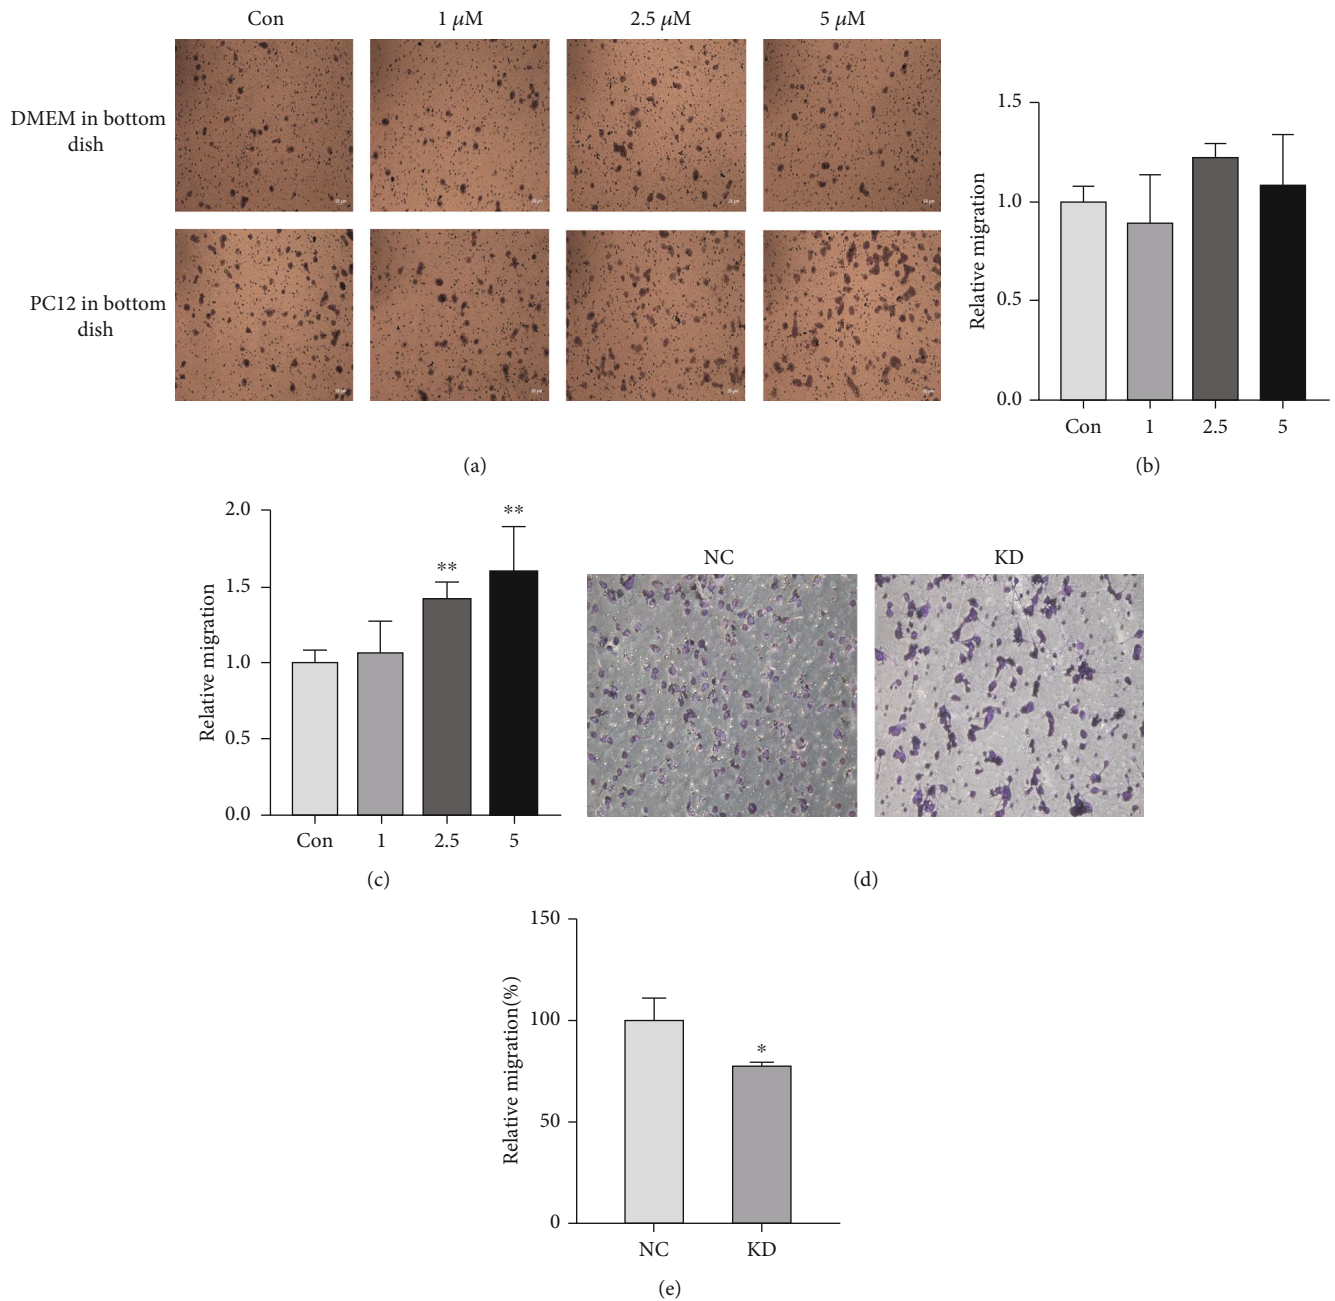 Con 1 μM 2.5 μM 5 μM
DMEM in bottom
dish
PC12 in bottom
dish
(a)
Relative migration
1.5
1.0
0.5
0.0
Con 1 2.5 5
(b)
Relative migration
2.0
1.5
1.0
0.5
0.0
** **
Con 1 2.5 5
(c)
NC KD
(d)
Relative migration(%)
150
100
50
0
*
NC KD
(e)